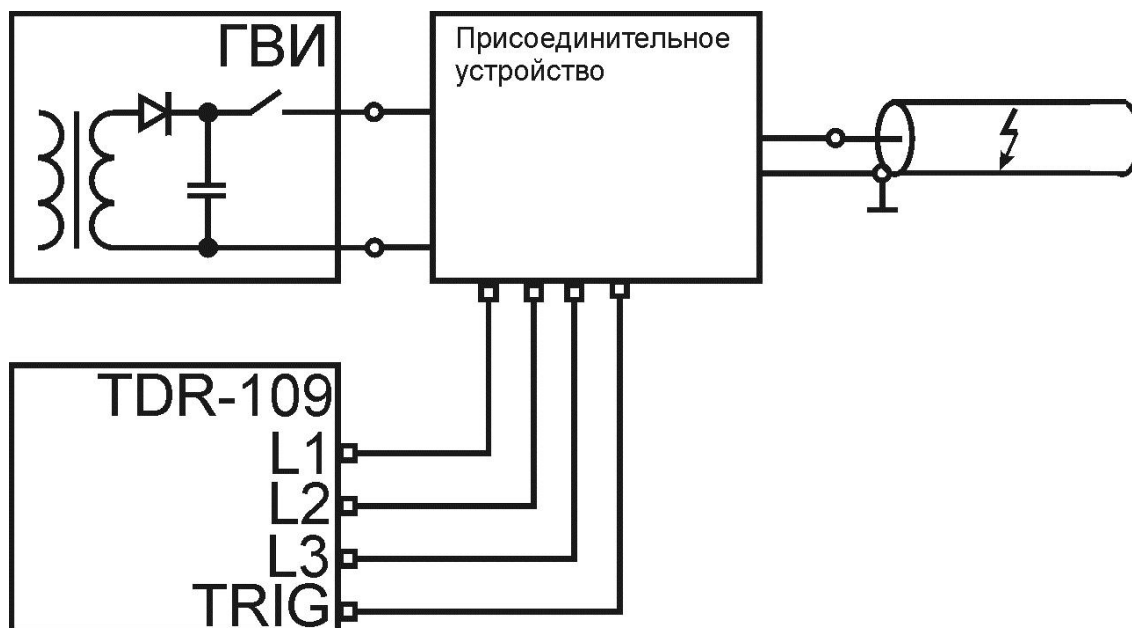 ГВИ
Присоединительное
устройство
TDR-109
L1
L2
L3
TRIG